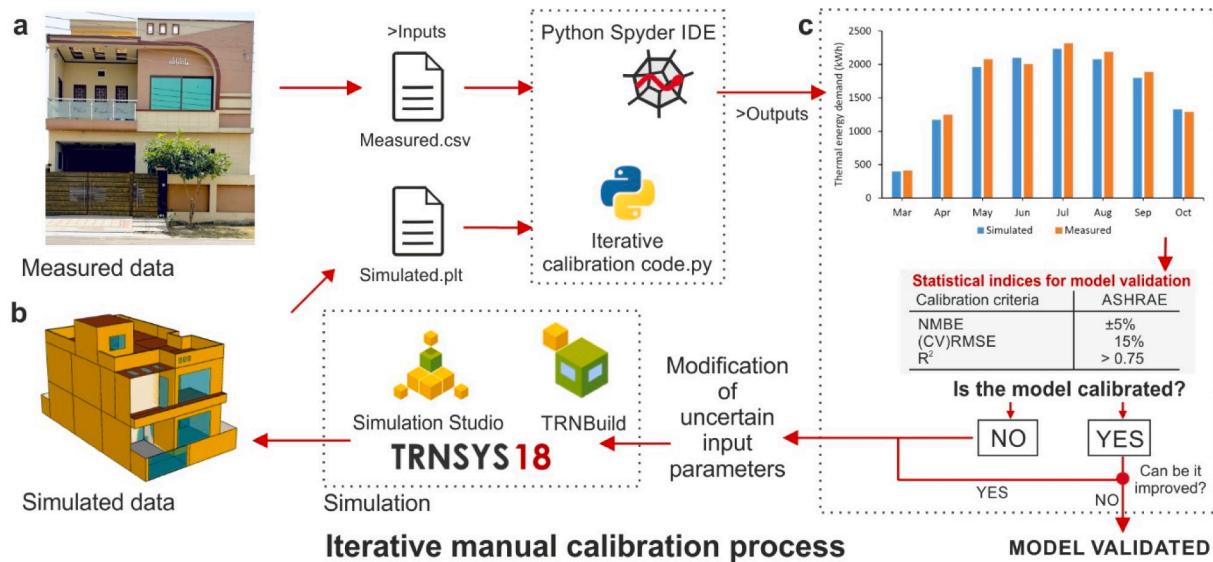 a
>Inputs
Measured.csv
Simulated.plt
Measured data
Python Spyder IDE
Iterative
calibration code.py
>Outputs
c
Thermal energy demand (kWh)
2500
2000
1500
1000
500
0
Mar Apr May Jun Jul Aug Sep Oct
Simulated Measured
Statistical indices for model validation
Calibration criteria ASHRAE
NMBE ±5%
(CV)RMSE 15%
R² > 0.75
Is the model calibrated?
NO YES
Can be it
improved?
YES
NO
MODEL VALIDATED
Modification
of
uncertain
input
parameters
b
Simulation Studio
TRNBuild
TRNSYS 18
Simulation
Simulated data
Iterative manual calibration process